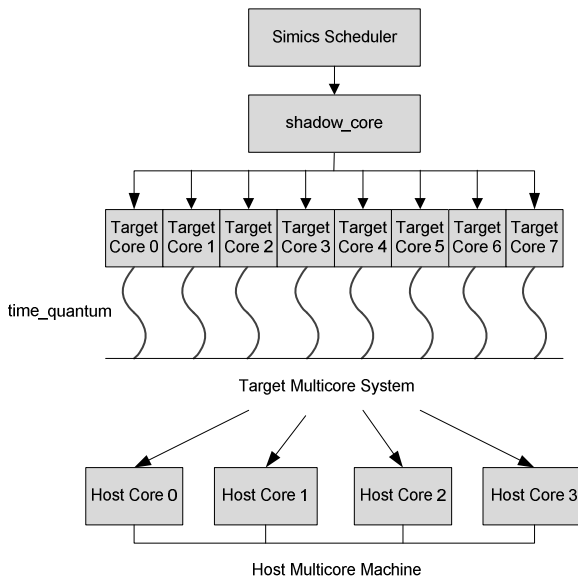 Simics Scheduler
shadow_core
Target Core 0
Target Core 1
Target Core 2
Target Core 3
Target Core 4
Target Core 5
Target Core 6
Target Core 7
time_quantum
Target Multicore System
Host Core 0
Host Core 1
Host Core 2
Host Core 3
Host Multicore Machine